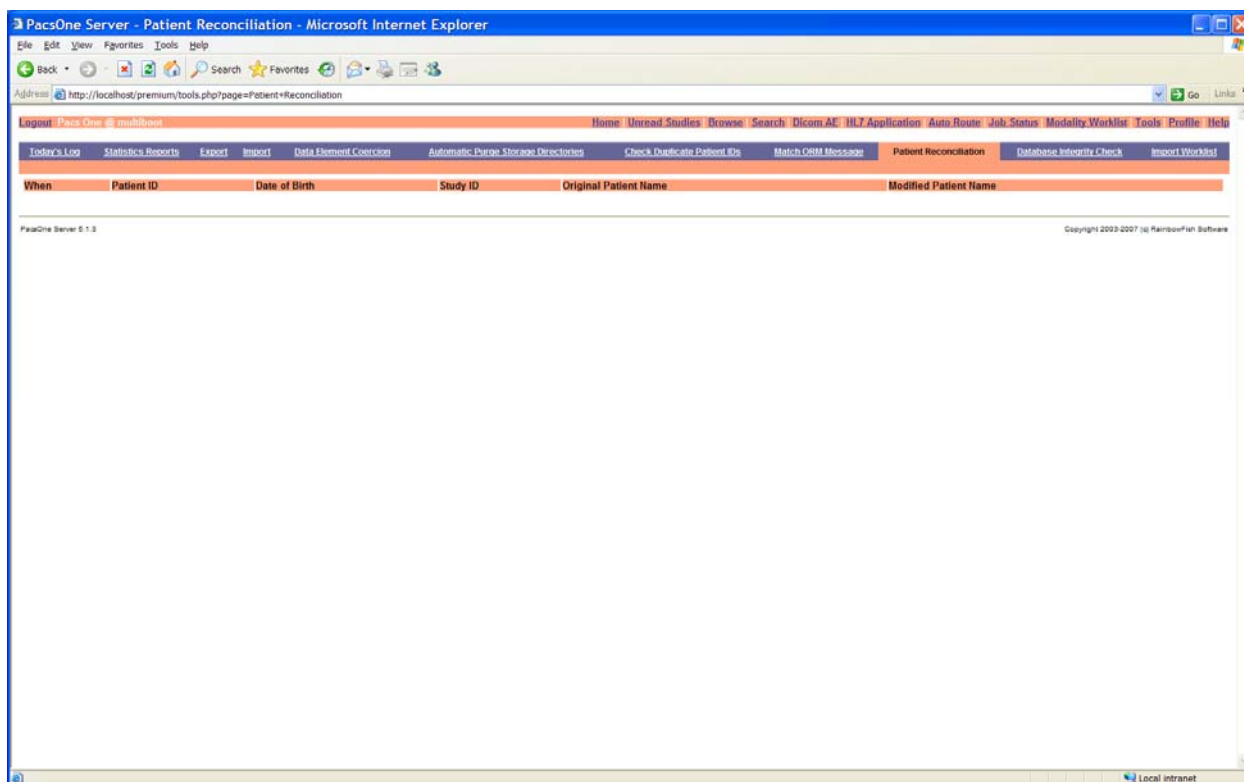 PacsOne Server - Patient Reconciliation - Microsoft Internet Explorer
File Edit View Favorites Tools Help
Back Search Favorites
Address http://localhost/premium/tools.php?page=Patient+Reconciliation Go Links
Logout Pacs One @ multiboot Home Unread Studies Browse Search Dicom AE HL7 Application Auto Route Job Status Modality Worklist Tools Profile Help
Today's Log Statistics Reports Export Import Data Element Coercion Automatic Purge Storage Directories Check Duplicate Patient IDs Match ORM Message Patient Reconciliation Database Integrity Check Import Worklist
When Patient ID Date of Birth Study ID Original Patient Name Modified Patient Name
PacsOne Server Copyright 2003-2007 (c) RainbowFish Software
Local intranet